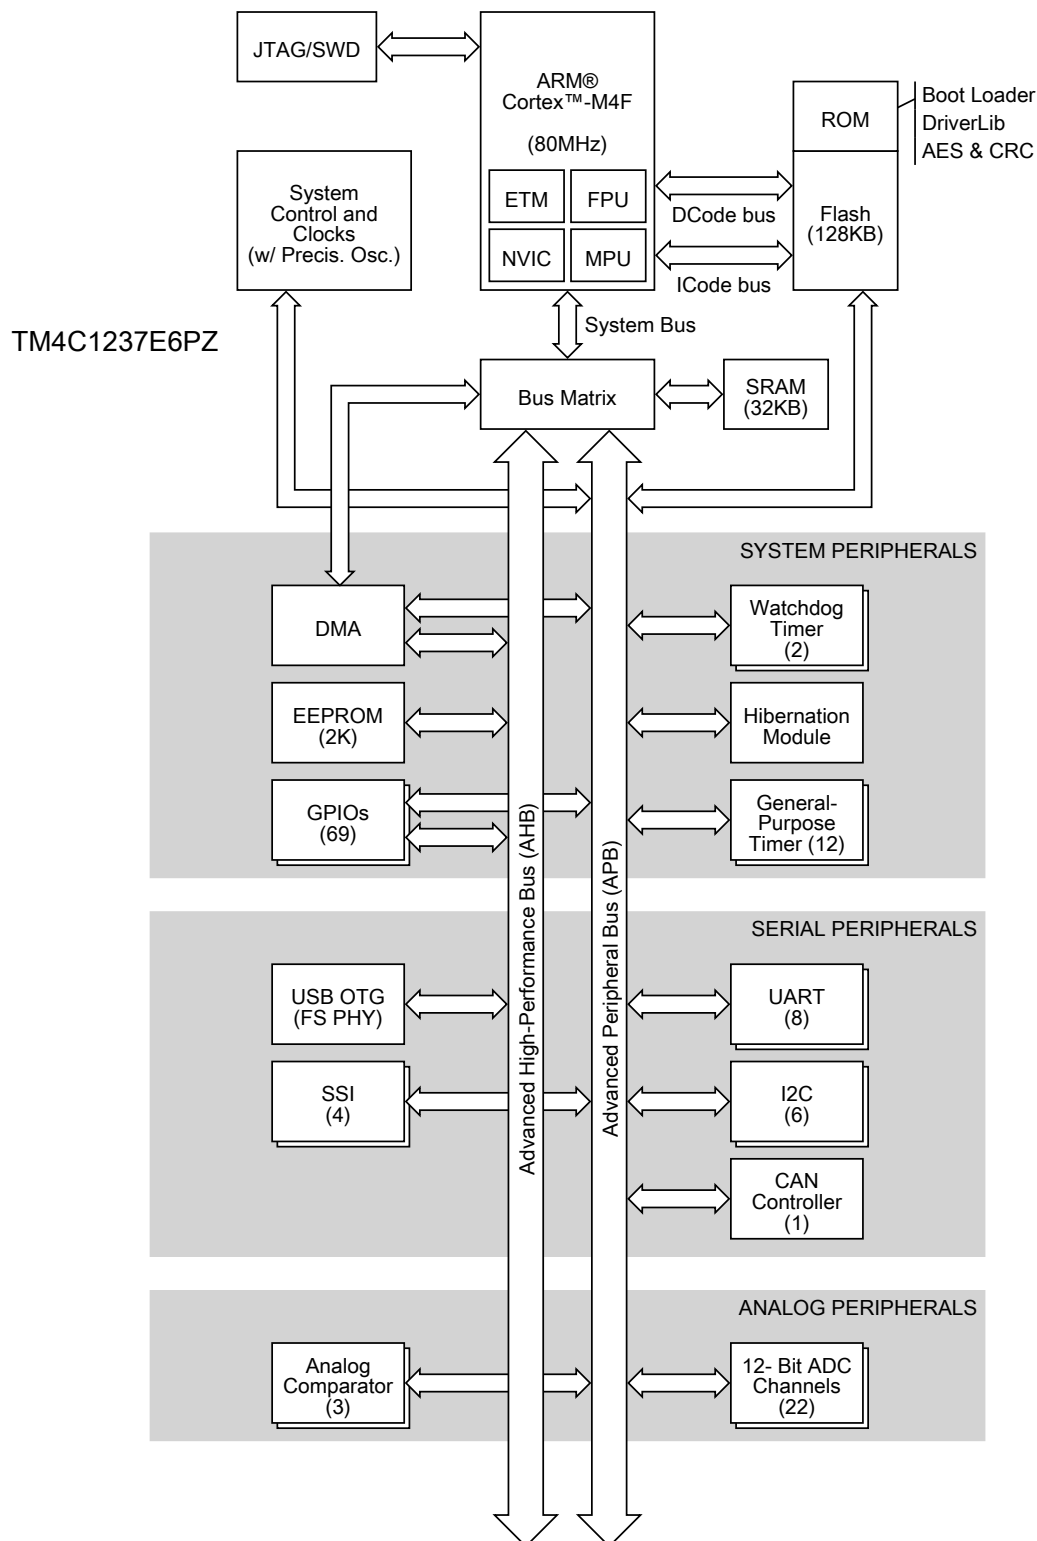 JTAG/SWD
ARM®
Cortex™-M4F
(80MHz)
ETM
FPU
NVIC
MPU
ROM
Boot Loader
DriverLib
AES & CRC
System
Control and
Clocks
(w/ Precis. Osc.)
DCode bus
Flash
(128KB)
ICode bus
System Bus
TM4C1237E6PZ
Bus Matrix
SRAM
(32KB)
SYSTEM PERIPHERALS
DMA
Watchdog
Timer
(2)
EEPROM
(2K)
Hibernation
Module
GPIOs
(69)
General-
Purpose
Timer (12)
Advanced High-Performance Bus (AHB)
Advanced Peripheral Bus (APB)
SERIAL PERIPHERALS
USB OTG
(FS PHY)
UART
(8)
SSI
(4)
I2C
(6)
CAN
Controller
(1)
ANALOG PERIPHERALS
Analog
Comparator
(3)
12- Bit ADC
Channels
(22)